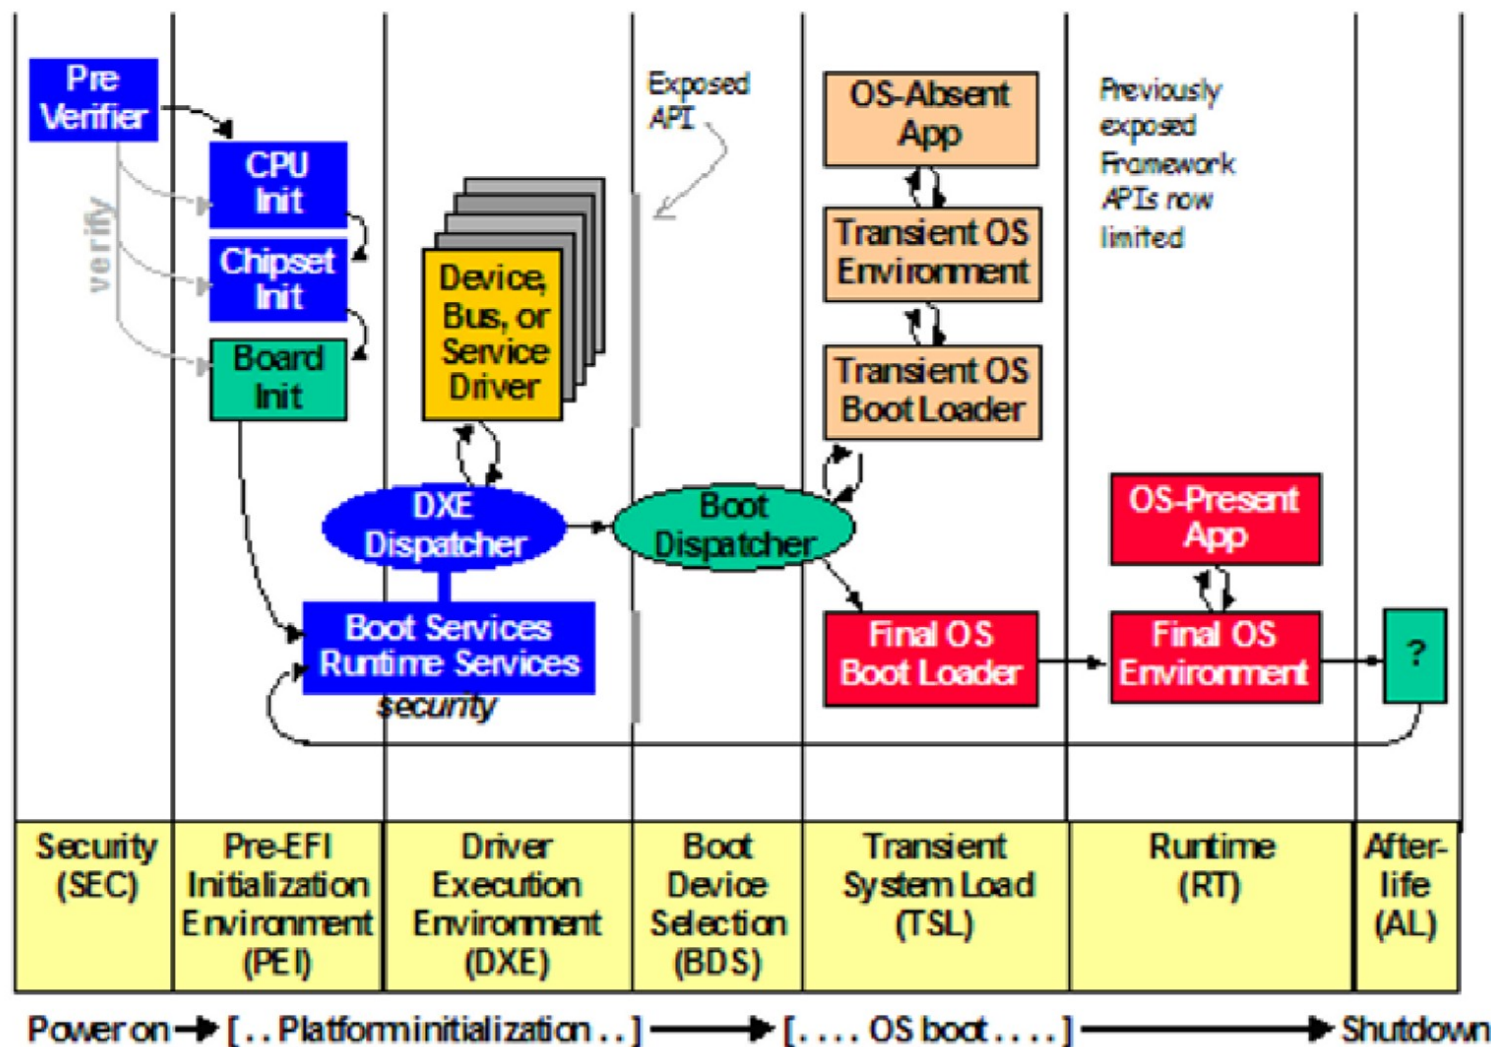 Pre
Verifier
verify
CPU
Init
Chipset
Init
Board
Init
Device,
Bus, or
Service
Driver
DXE
Dispatcher
Boot Services
Runtime Services
security
Exposed
API
Boot
Dispatcher
OS-Absent
App
Transient OS
Environment
Transient OS
Boot Loader
Final OS
Boot Loader
Previously
exposed
Framework
APIs now
limited
OS-Present
App
Final OS
Environment
?
Security
(SEC)
Pre-EFI
Initialization
Environment
(PEI)
Driver
Execution
Environment
(DXE)
Boot
Device
Selection
(BDS)
Transient
System Load
(TSL)
Runtime
(RT)
After-
life
(AL)
Power on [ . . Platform initialization . . ] [ . . . . OS boot . . . . ] Shutdown